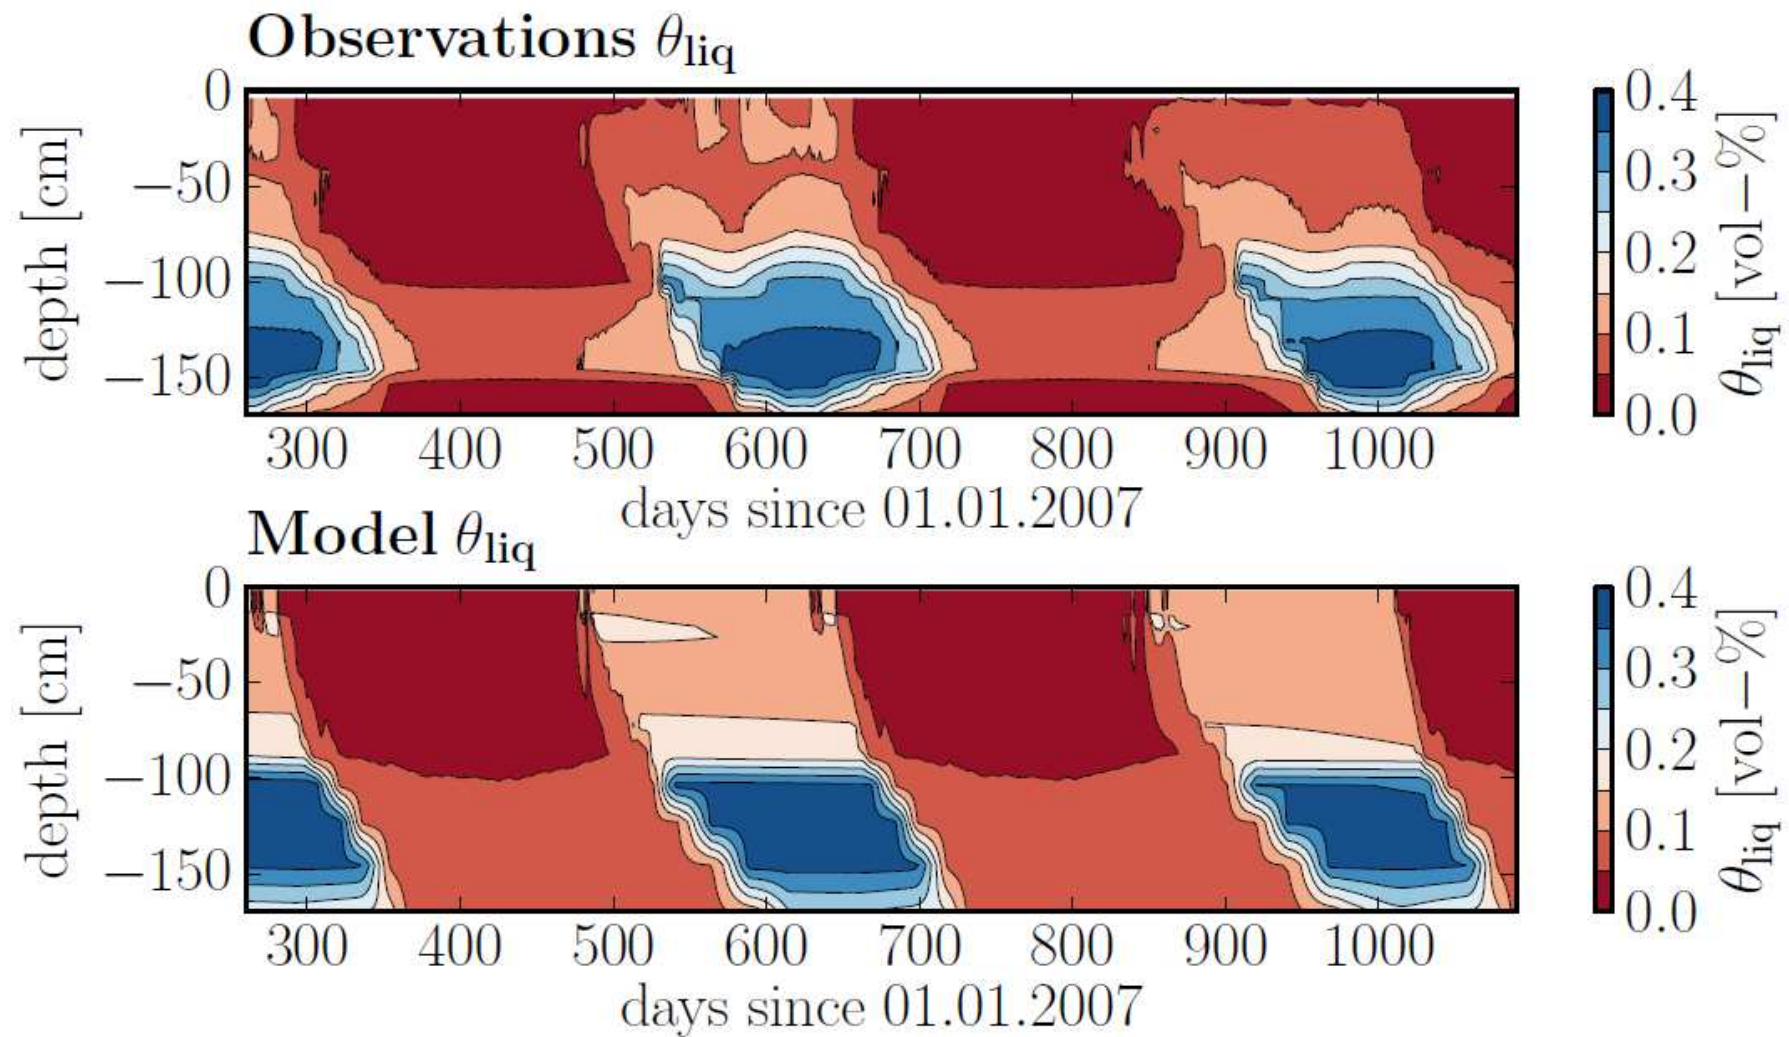 Observations θliq
0
−50
−100
−150
depth [cm]
300 400 500 600 700 800 900 1000
days since 01.01.2007
0.4
0.3
0.2
0.1
0.0
θliq [vol−%]
Model θliq
0
−50
−100
−150
depth [cm]
300 400 500 600 700 800 900 1000
days since 01.01.2007
0.4
0.3
0.2
0.1
0.0
θliq [vol−%]